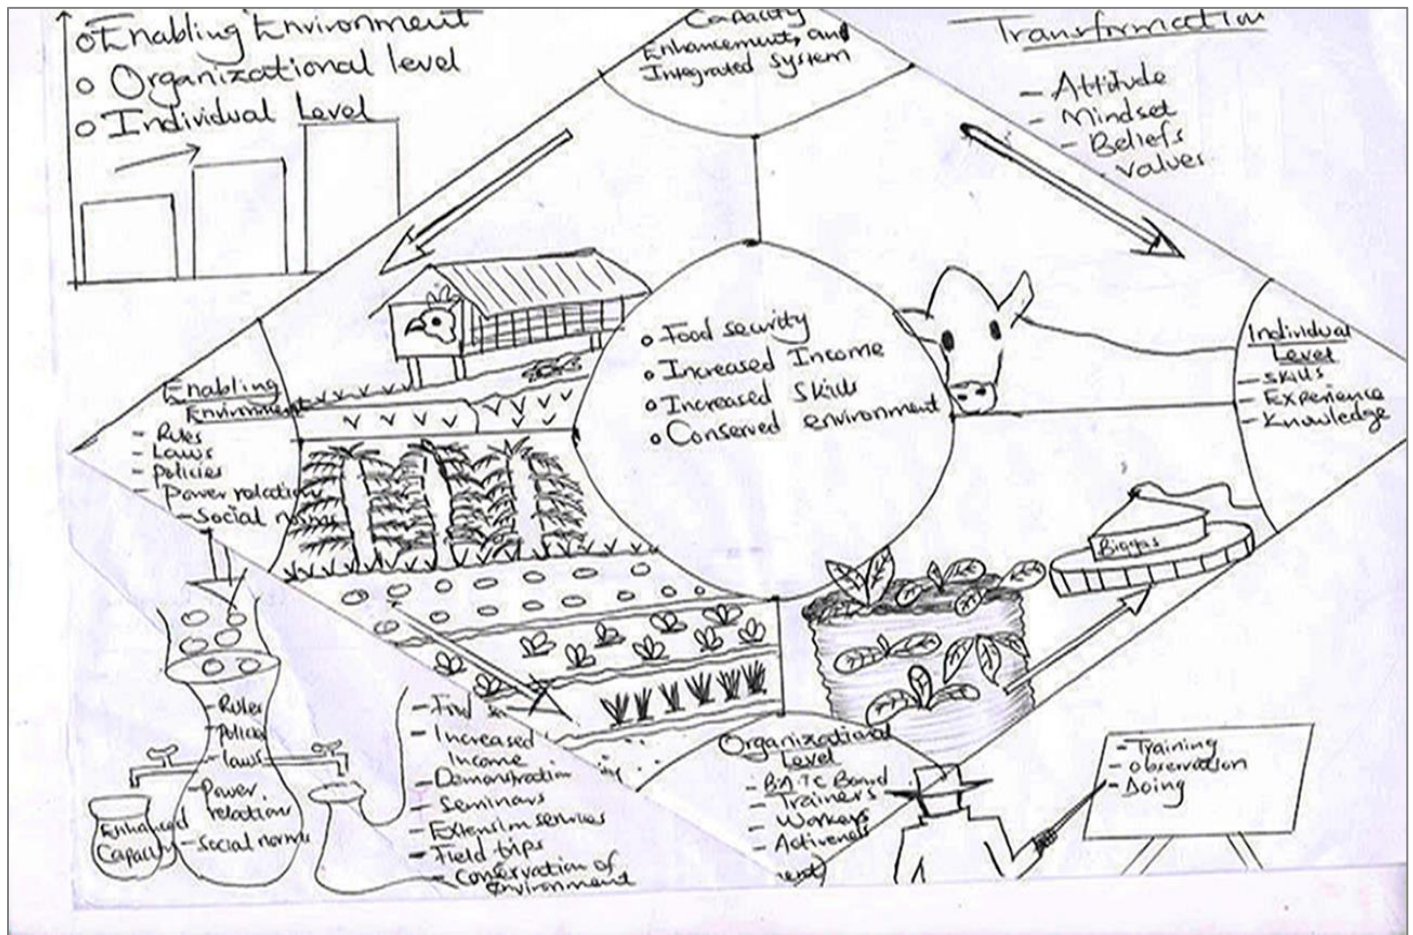 o Enabling Environment
o Organizational level
o Individual Level
Capacity
Enhancement, and
Integrated System
Transformation
- Attitude
- Mindset
- Beliefs
- Values
Enabling
Environment
- Rules
- Laws
- Policies
- Power relations
- Social norms
o Food security
o Increased Income
o Increased Skills
o Conserved environment
Individual
Level
- Skills
- Experience
- Knowledge
Biogas
- Rules
- Policies
- laws
- Power
relations
- Social norms
Enhanced
Capacity
- Food
- Increased
Income
- Demonstration
- Seminars
- Extension services
- Field trips
- Conservation of
environment
Organizational
Level
- BATC Board
- Trainers
- Workers
- Training
- Observation
- Doing